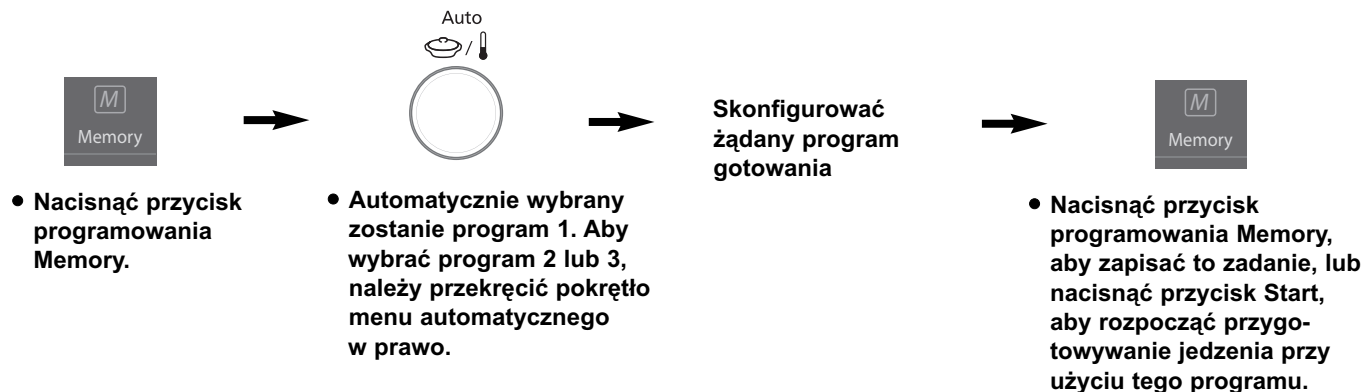 Auto
/
M
Memory
• Nacisnąć przycisk
programowania
Memory.
• Automatycznie wybrany
zostanie program 1. Aby
wybrać program 2 lub 3,
należy przekręcić pokrętło
menu automatycznego
w prawo.
Skonfigurować
żądany program
gotowania
M
Memory
• Nacisnąć przycisk
programowania Memory,
aby zapisać to zadanie, lub
nacisnąć przycisk Start,
aby rozpocząć przygo-
towywanie jedzenia przy
użyciu tego programu.